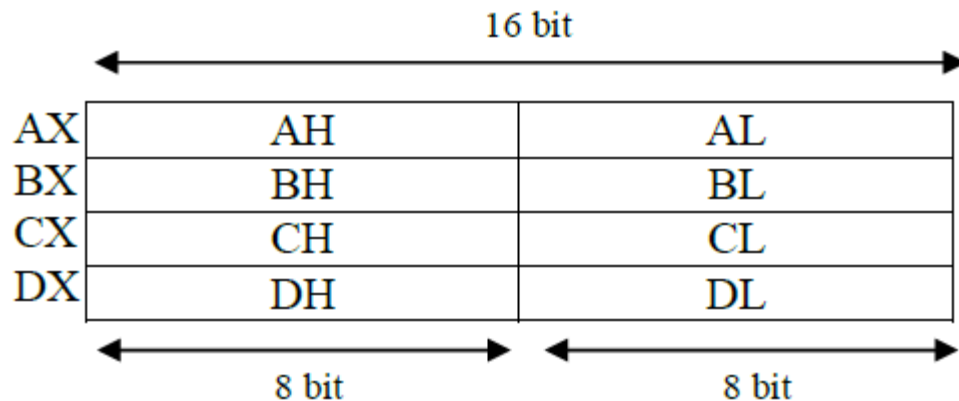 16 bit
AX AH AL
BX BH BL
CX CH CL
DX DH DL
8 bit 8 bit